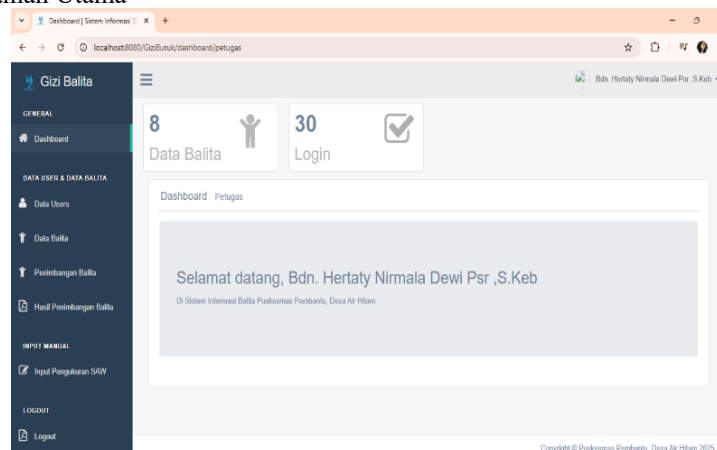 Dashboard | Sistem Informasi
localhost:8080/GiziBuruk/dashboard/petugas
Gizi Balita
Bdn. Hertaty Nirmala Dewi Psr ,S.Keb
GENERAL
Dashboard
8
Data Balita
30
Login
DATA USER & DATA BALITA
Data Users
Data Balita
Penimbangan Balita
Hasil Penimbangan Balita
INPUT MANUAL
Input Pengukuran SAW
LOGOUT
Logout
Dashboard Petugas
Selamat datang, Bdn. Hertaty Nirmala Dewi Psr ,S.Keb
Di Sistem Informasi Balita Puskesmas Pembantu, Desa Air Hitam
Copyright © Puskesmas Pembantu, Desa Air Hitam 2025